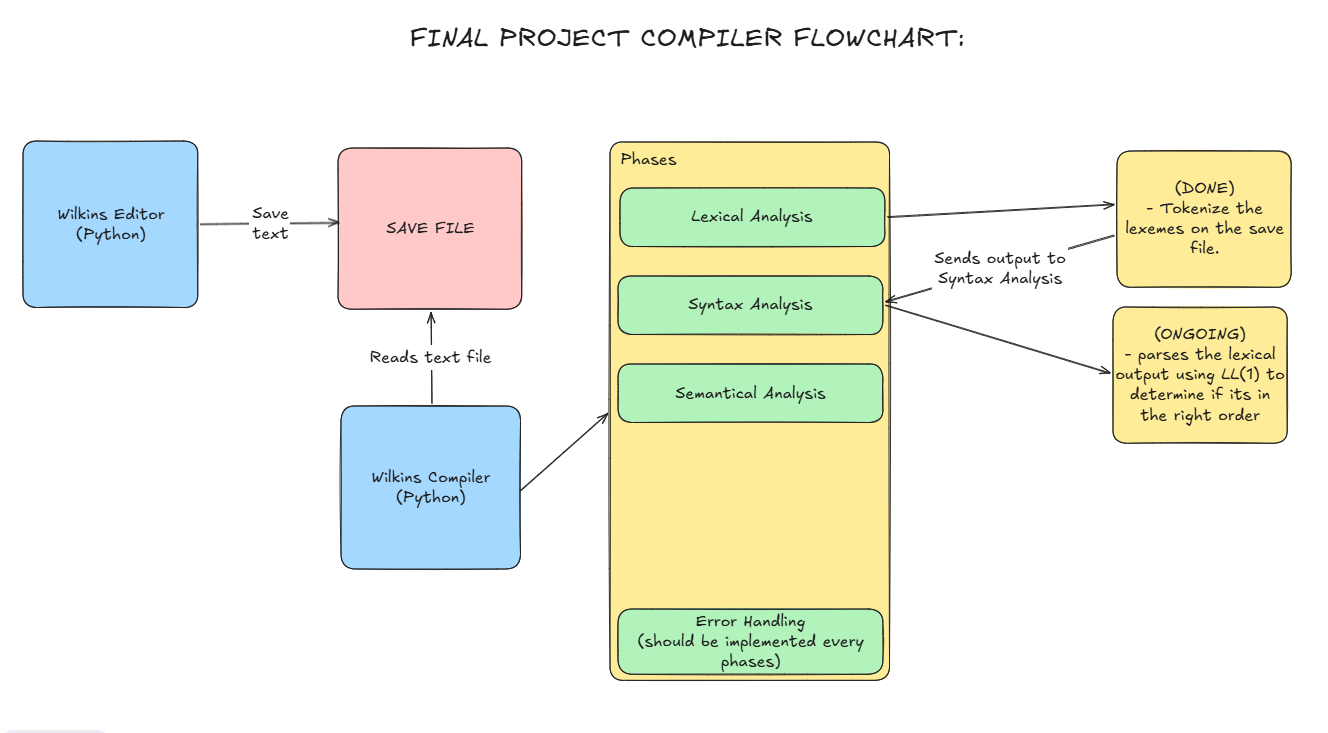 FINAL PROJECT COMPILER FLOWCHART:
Wilkins Editor
(Python)
Save
text
SAVE FILE
Reads text file
Wilkins Compiler
(Python)
Phases
Lexical Analysis
Syntax Analysis
Semantical Analysis
Error Handling
(should be implemented every
phases)
(DONE)
- Tokenize the
lexemes on the save
file.
Sends output to
Syntax Analysis
(ONGOING)
- parses the lexical
output using LL(1) to
determine if its in
the right order